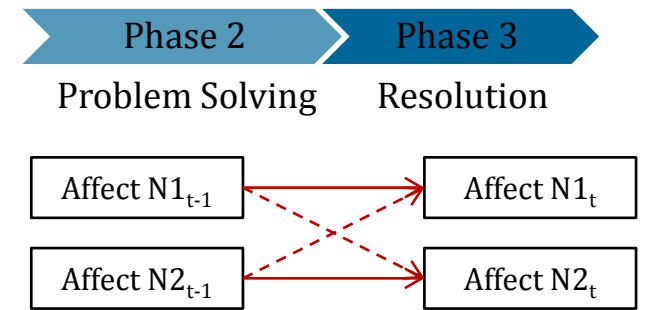 Phase 2 Phase 3
Problem Solving Resolution
Affect N1t-1 Affect N1t
Affect N2t-1 Affect N2t